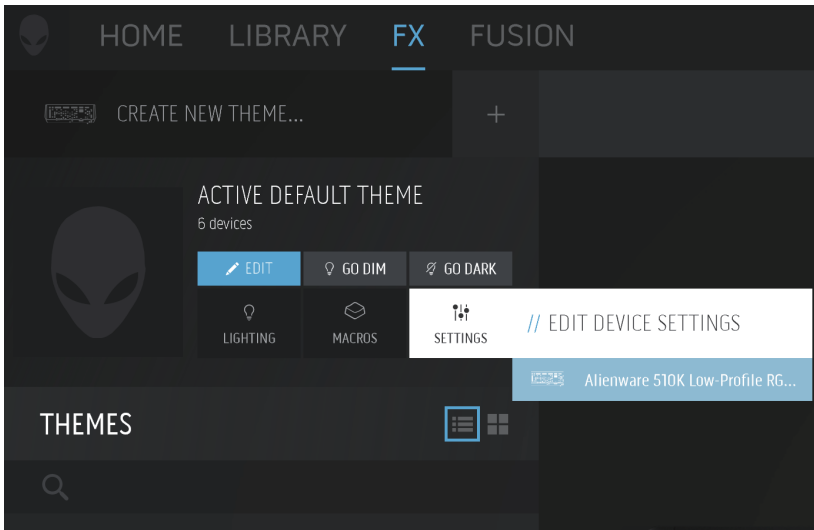 HOME LIBRARY FX FUSION
CREATE NEW THEME... +
ACTIVE DEFAULT THEME
6 devices
EDIT GO DIM GO DARK
LIGHTING MACROS SETTINGS
// EDIT DEVICE SETTINGS
Alienware 510K Low-Profile RG...
THEMES